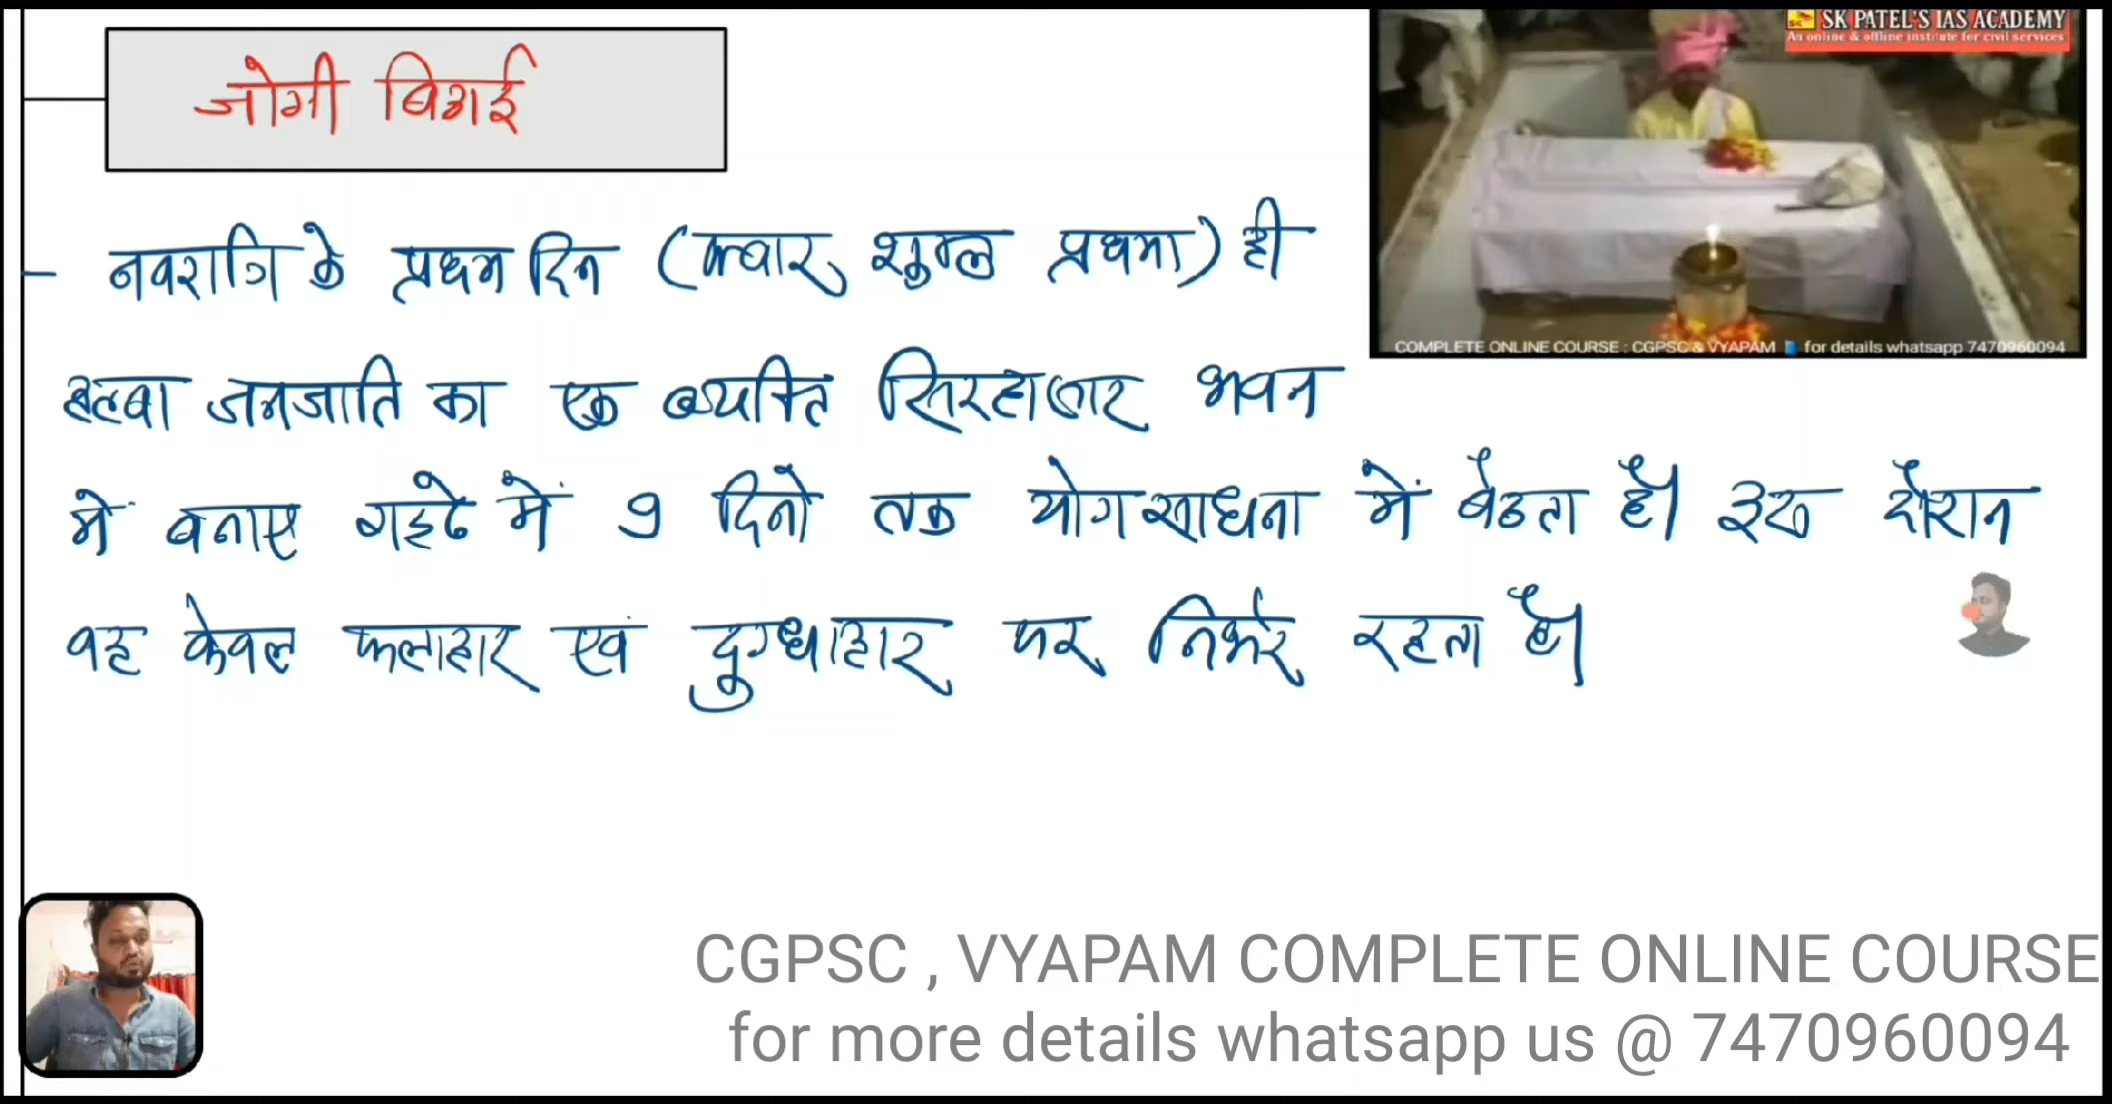 जोगी बिठाई
SK PATEL'S IAS ACADEMY
An online & offline institute for civil services
COMPLETE ONLINE COURSE : CGPSC & VYAPAM for details whatsapp 7470960094
- नवरात्रि के प्रथम दिन (क्वार, शुक्ल प्रथमा) ही
हल्बा जनजाति का एक व्यक्ति सिरहासार भवन
में बनाए गड्ढे में 9 दिनों तक योग साधना में बैठता है। इस दौरान
वह केवल फलाहार एवं दुग्धाहार पर निर्भर रहता है।
CGPSC , VYAPAM COMPLETE ONLINE COURSE
for more details whatsapp us @ 7470960094